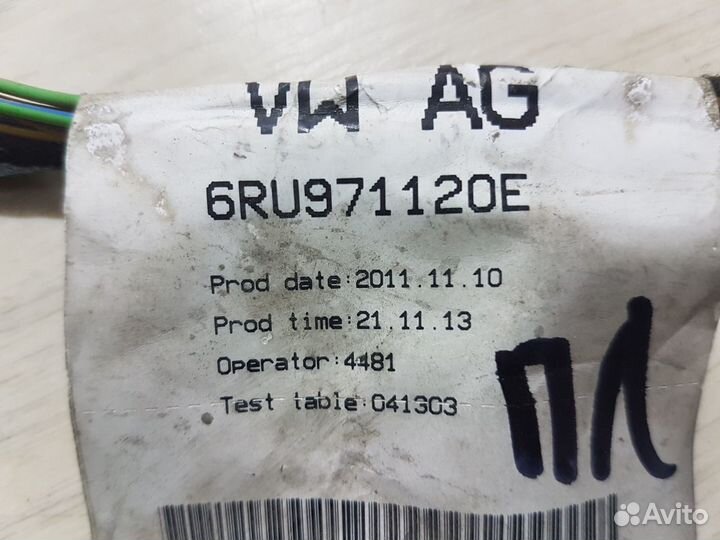 VW AG
6RU971120E
Prod date:2011.11.10
Prod time:21.11.13
Operator:4481
Test table:041303
ПЛ
Avito